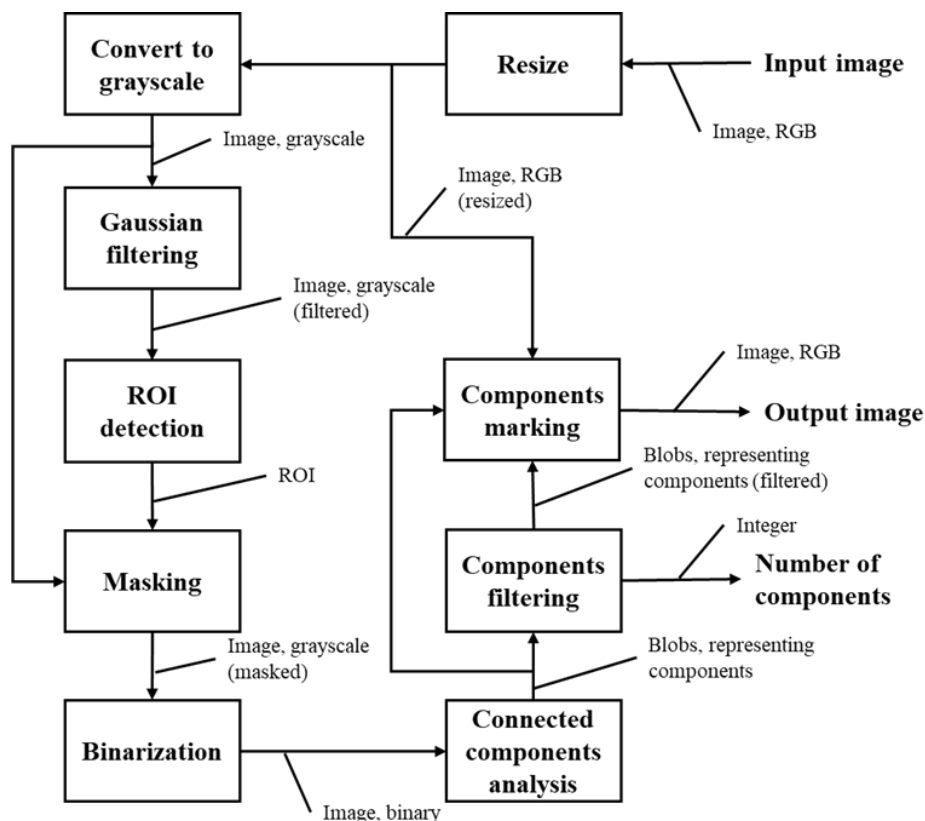 Convert to
grayscale
Resize
Input image
Image, RGB
Image, grayscale
Image, RGB
(resized)
Gaussian
filtering
Image, grayscale
(filtered)
ROI
detection
Image, RGB
Components
marking
Output image
ROI
Blobs, representing
components (filtered)
Masking
Components
filtering
Integer
Number of
components
Image, grayscale
(masked)
Blobs, representing
components
Binarization
Connected
components
analysis
Image, binary